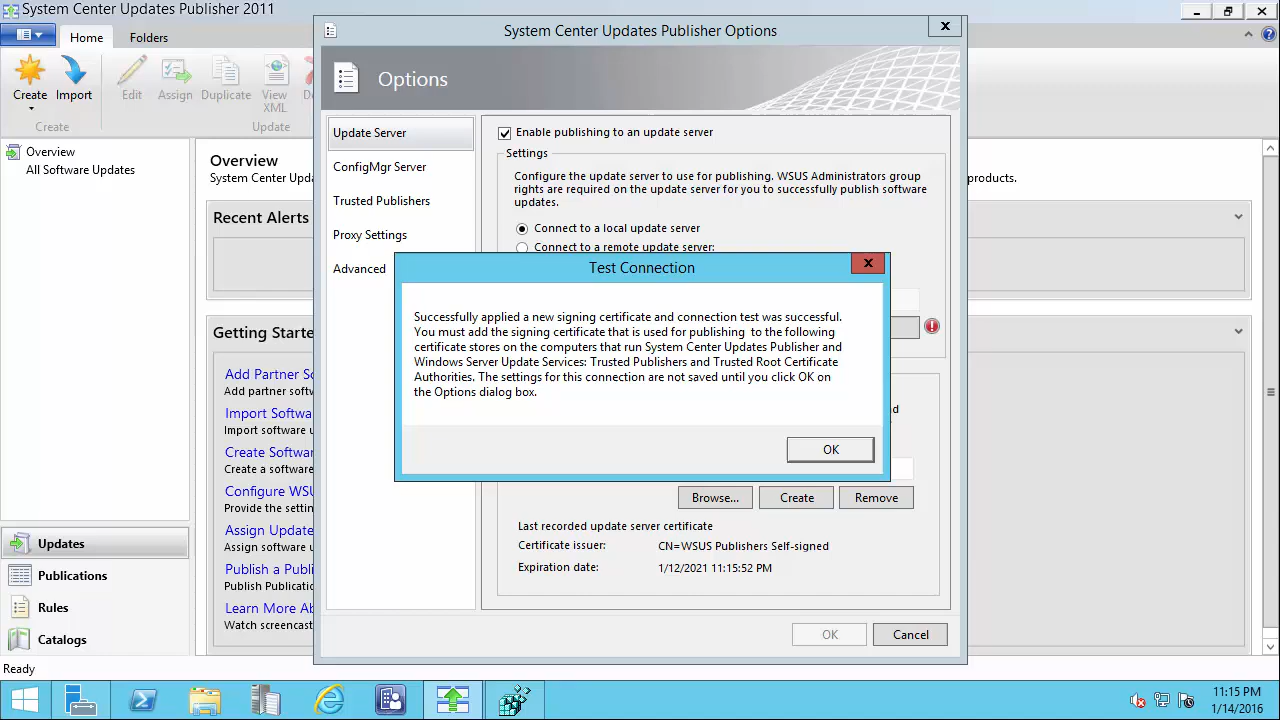 System Center Updates Publisher 2011
Home
Folders
Create
Import
Edit
Assign
Duplicate
View
XML
Create
Update
Overview
All Software Updates
Overview
System Center Upd
products.
Recent Alerts
Getting Starte
Add Partner Sc
Add partner softw
Import Softwa
Import software u
Create Softwar
Create a software
Configure WSU
Provide the settin
Assign Update
Assign software u
Publish a Publi
Publish Publicatio
Learn More Ab
Watch screencast
Updates
Publications
Rules
Catalogs
Ready
System Center Updates Publisher Options
Options
Update Server
ConfigMgr Server
Trusted Publishers
Proxy Settings
Advanced
Enable publishing to an update server
Settings
Configure the update server to use for publishing. WSUS Administrators group
rights are required on the update server for you to successfully publish software
updates.
Connect to a local update server
Connect to a remote update server:
Test Connection
Successfully applied a new signing certificate and connection test was successful.
You must add the signing certificate that is used for publishing to the following
certificate stores on the computers that run System Center Updates Publisher and
Windows Server Update Services: Trusted Publishers and Trusted Root Certificate
Authorities. The settings for this connection are not saved until you click OK on
the Options dialog box.
OK
Browse...
Create
Remove
Last recorded update server certificate
Certificate issuer: CN=WSUS Publishers Self-signed
Expiration date: 1/12/2021 11:15:52 PM
OK
Cancel
11:15 PM
1/14/2016